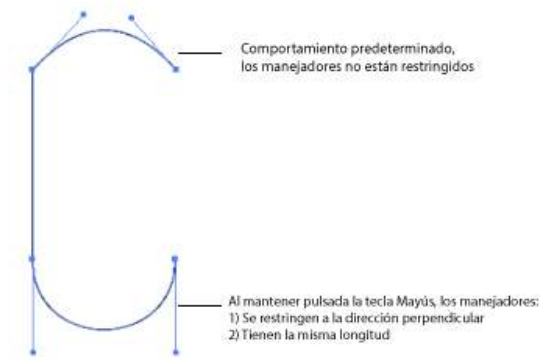 Comportamiento predeterminado,
los manejadores no están restringidos
Al mantener pulsada la tecla Mayús, los manejadores:
1) Se restringen a la dirección perpendicular
2) Tienen la misma longitud